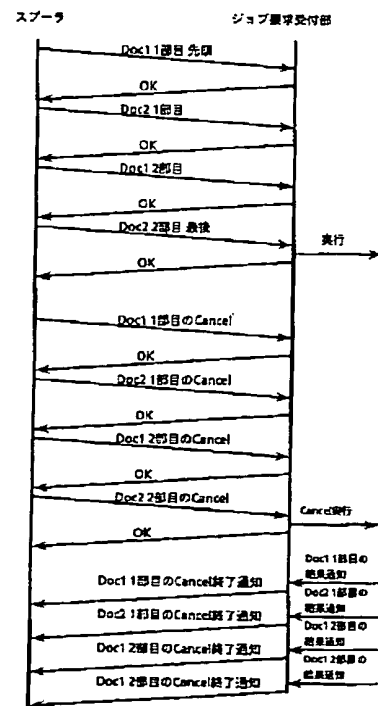 スプーラ
ジョブ要求受付部
Doc1 1部目 先頭
OK
Doc2 1部目
OK
Doc1 2部目
OK
Doc2 2部目 最後
実行
OK
Doc1 1部目のCancel
OK
Doc2 1部目のCancel
OK
Doc1 2部目のCancel
OK
Doc2 2部目のCancel
Cancel実行
OK
Doc1 1部目の
結果通知
Doc1 1部目のCancel終了通知
Doc2 1部目の
結果通知
Doc2 1部目のCancel終了通知
Doc1 2部目の
結果通知
Doc1 2部目のCancel終了通知
Doc1 2部目の
結果通知
Doc1 2部目のCancel終了通知